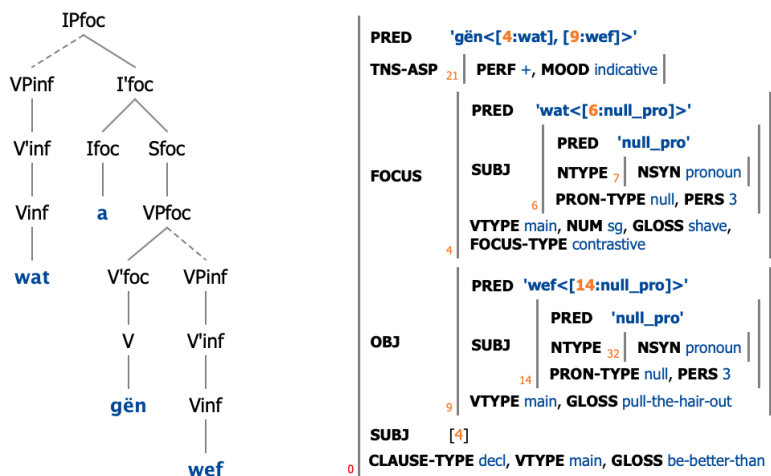 IPfoc
VPinf I'foc
V'inf Ifoc Sfoc
Vinf a VPfoc
wat V'foc VPinf
V V'inf
gën Vinf
wef
PRED 'gën<[4:wat], [9:wef]>'
TNS-ASP 21 PERF +, MOOD indicative
PRED 'wat<[6:null_pro]>'
PRED 'null_pro'
SUBJ NTYPE 7 NSYN pronoun
FOCUS
6 PRON-TYPE null, PERS 3
VTYPE main, NUM sg, GLOSS shave,
4 FOCUS-TYPE contrastive
PRED 'wef<[14:null_pro]>'
PRED 'null_pro'
OBJ SUBJ NTYPE 32 NSYN pronoun
14 PRON-TYPE null, PERS 3
9 VTYPE main, GLOSS pull-the-hair-out
SUBJ [4]
0 CLAUSE-TYPE decl, VTYPE main, GLOSS be-better-than